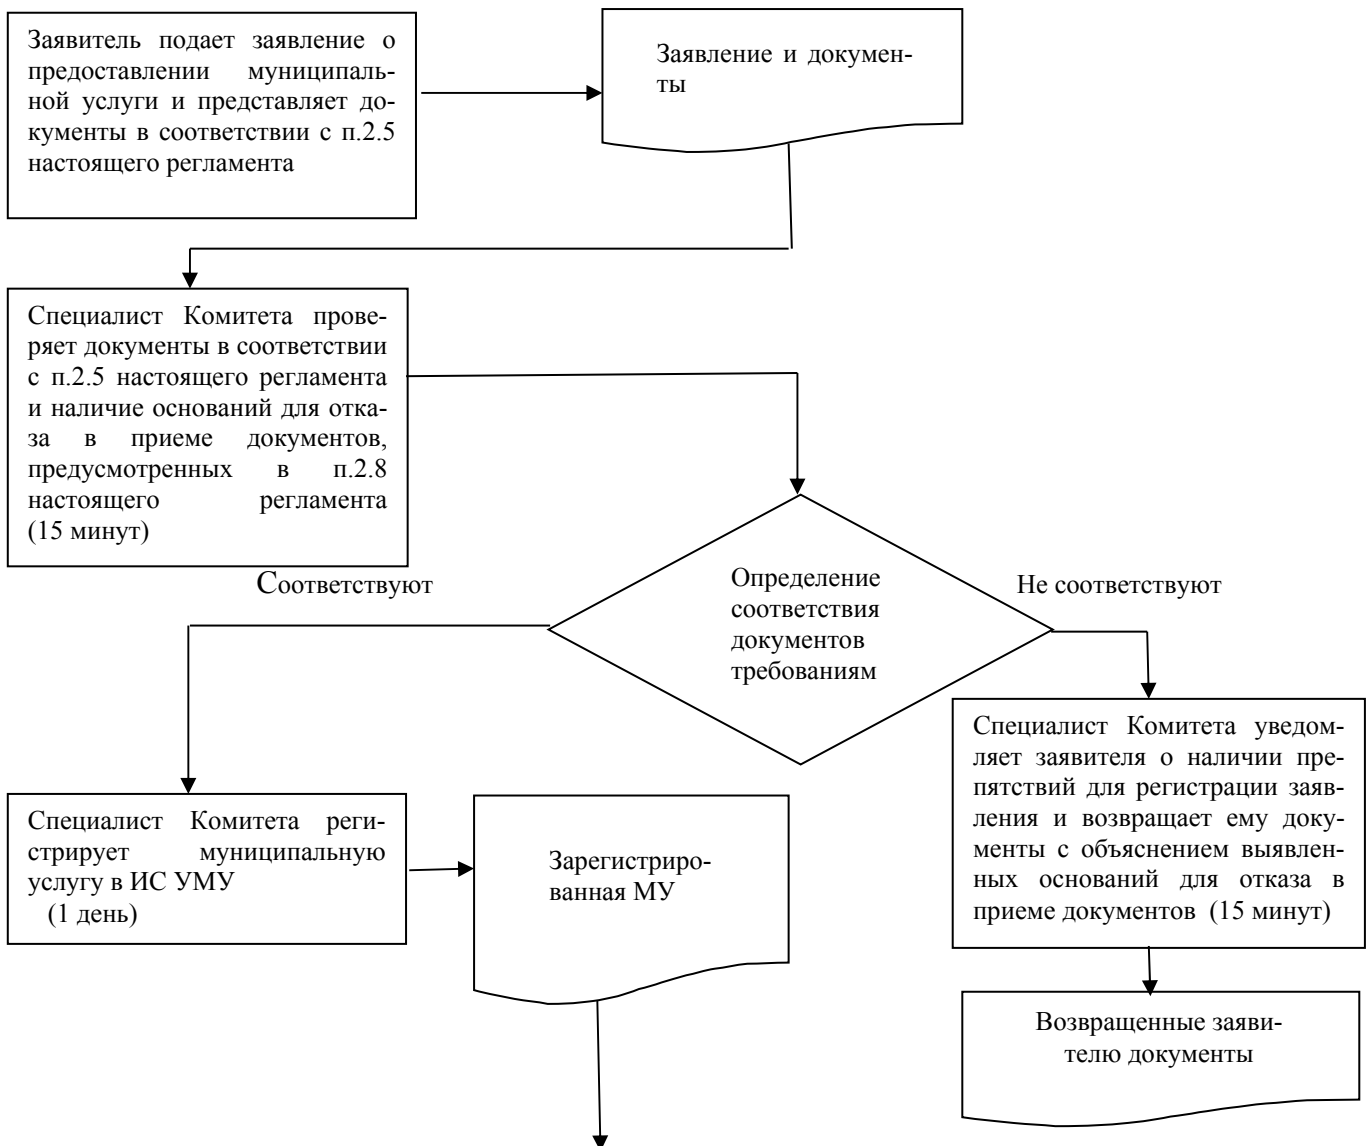 Заявитель подает заявление о
предоставлении муниципаль-
ной услуги и представляет до-
кументы в соответствии с п.2.5
настоящего регламента
Заявление и докумен-
ты
Специалист Комитета прове-
ряет документы в соответствии
с п.2.5 настоящего регламента
и наличие оснований для отка-
за в приеме документов,
предусмотренных в п.2.8
настоящего регламента
(15 минут)
Соответствуют
Определение
соответствия
документов
требованиям
Не соответствуют
Специалист Комитета уведом-
ляет заявителя о наличии пре-
пятствий для регистрации заяв-
ления и возвращает ему доку-
менты с объяснением выявлен-
ных оснований для отказа в
приеме документов (15 минут)
Специалист Комитета реги-
стрирует муниципальную
услугу в ИС УМУ
(1 день)
Зарегистриро-
ванная МУ
Возвращенные заяви-
телю документы